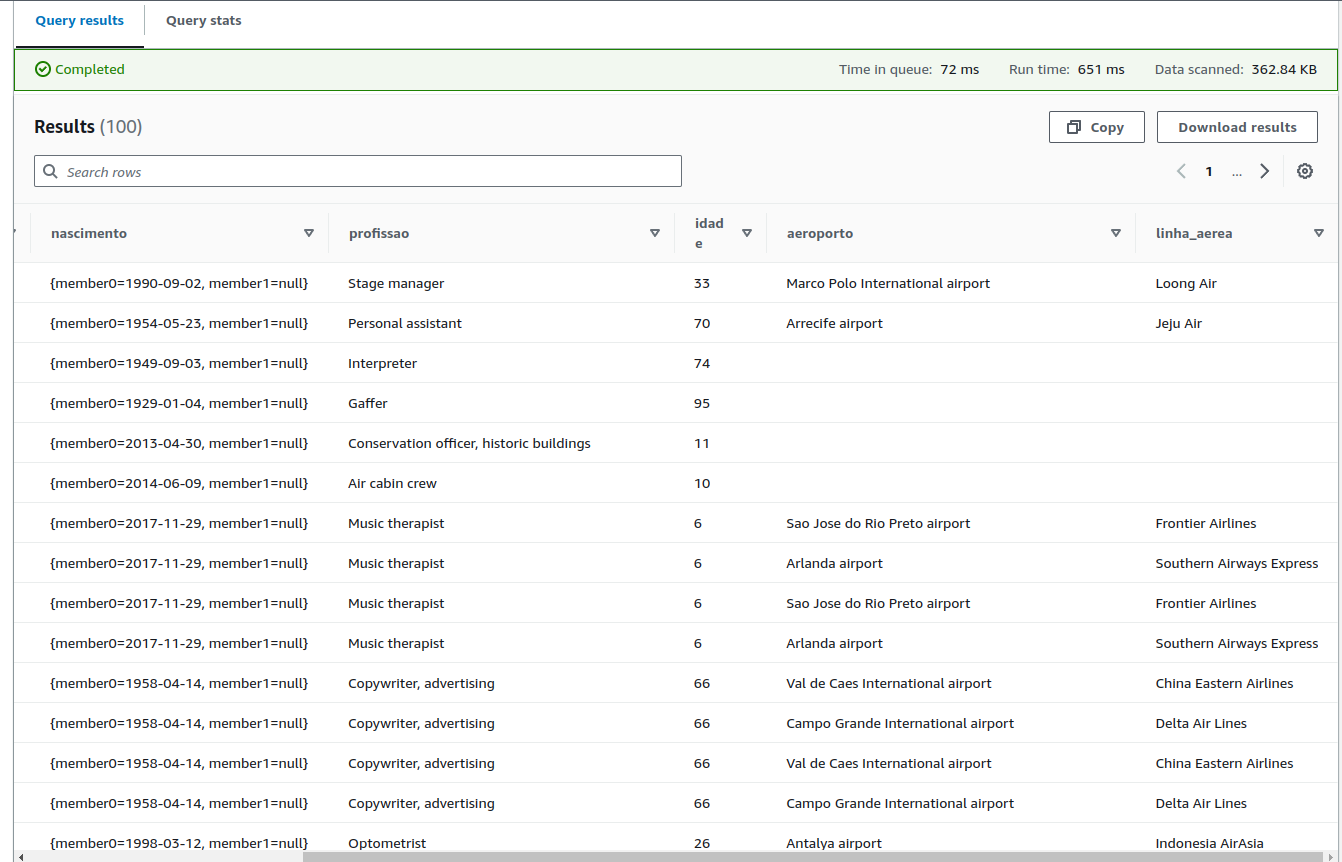 Query results Query stats
Completed Time in queue: 72 ms Run time: 651 ms Data scanned: 362.84 KB
Results (100) Copy Download results
Search rows 1 ...
nascimento profissao idad
e aeroporto linha_aerea
{member0=1990-09-02, member1=null} Stage manager 33 Marco Polo International airport Loong Air
{member0=1954-05-23, member1=null} Personal assistant 70 Arrecife airport Jeju Air
{member0=1949-09-03, member1=null} Interpreter 74
{member0=1929-01-04, member1=null} Gaffer 95
{member0=2013-04-30, member1=null} Conservation officer, historic buildings 11
{member0=2014-06-09, member1=null} Air cabin crew 10
{member0=2017-11-29, member1=null} Music therapist 6 Sao Jose do Rio Preto airport Frontier Airlines
{member0=2017-11-29, member1=null} Music therapist 6 Arlanda airport Southern Airways Express
{member0=2017-11-29, member1=null} Music therapist 6 Sao Jose do Rio Preto airport Frontier Airlines
{member0=2017-11-29, member1=null} Music therapist 6 Arlanda airport Southern Airways Express
{member0=1958-04-14, member1=null} Copywriter, advertising 66 Val de Caes International airport China Eastern Airlines
{member0=1958-04-14, member1=null} Copywriter, advertising 66 Campo Grande International airport Delta Air Lines
{member0=1958-04-14, member1=null} Copywriter, advertising 66 Val de Caes International airport China Eastern Airlines
{member0=1958-04-14, member1=null} Copywriter, advertising 66 Campo Grande International airport Delta Air Lines
{member0=1998-03-12, member1=null} Optometrist 26 Antalya airport Indonesia AirAsia